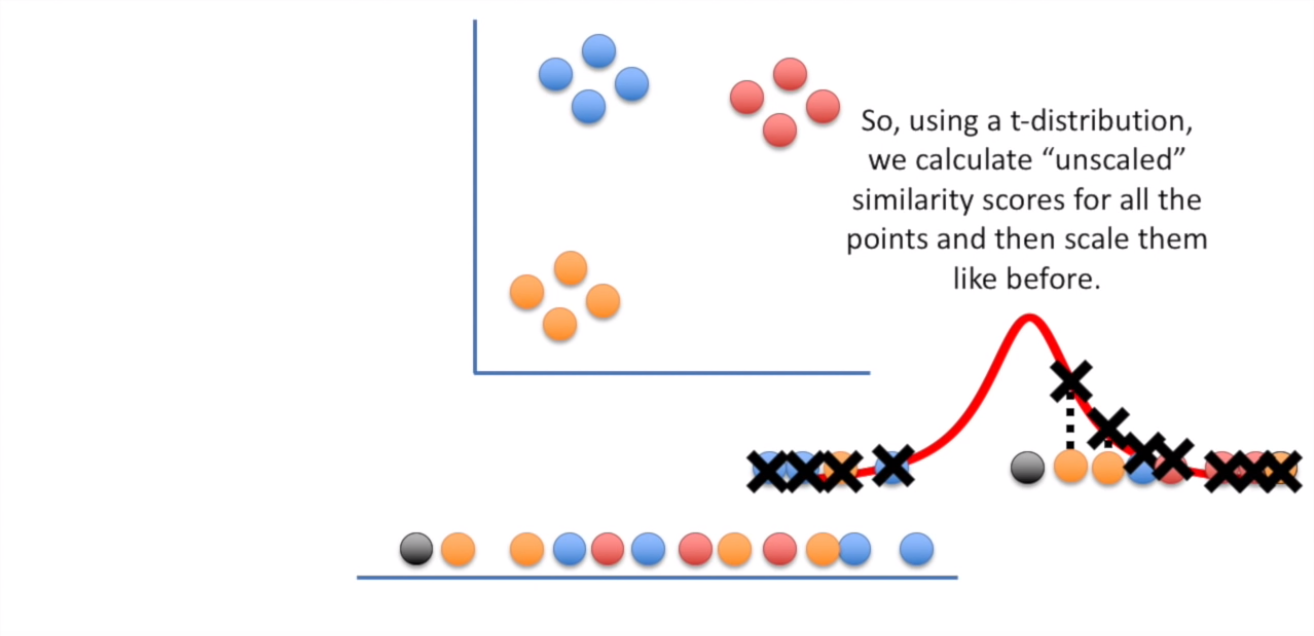 So, using a t-distribution,
we calculate “unscaled”
similarity scores for all the
points and then scale them
like before.